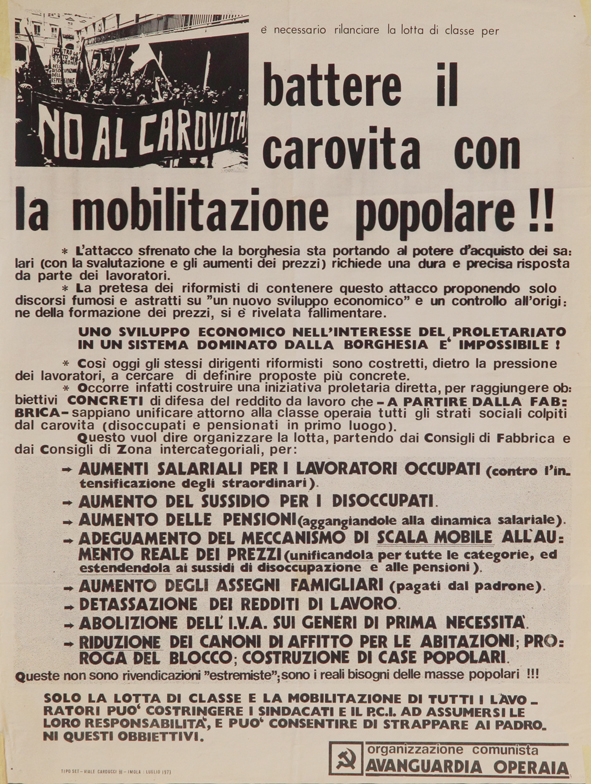 è necessario rilanciare la lotta di classe per
battere il
carovita con
la mobilitazione popolare !!
NO AL CAROVITA
* L'attacco sfrenato che la borghesia sta portando al potere d'acquisto dei sa:
lari (con la svalutazione e gli aumenti dei prezzi) richiede una dura e precisa risposta
da parte dei lavoratori.
* La pretesa dei riformisti di contenere questo attacco proponendo solo
discorsi fumosi e astratti su "un nuovo sviluppo economico" e un controllo all'origi:
ne della formazione dei prezzi, si è rivelata fallimentare.
UNO SVILUPPO ECONOMICO NELL'INTERESSE DEL PROLETARIATO
IN UN SISTEMA DOMINATO DALLA BORGHESIA E' IMPOSSIBILE !
* Così oggi gli stessi dirigenti riformisti sono costretti, dietro la pressione
dei lavoratori, a cercare di definire proposte più concrete.
* Occorre infatti costruire una iniziativa proletaria diretta, per raggiungere ob:
biettivi CONCRETI di difesa del reddito da lavoro che – A PARTIRE DALLA FAB:
BRICA – sappiano unificare attorno alla classe operaia tutti gli strati sociali colpiti
dal carovita (disoccupati e pensionati in primo luogo).
Questo vuol dire organizzare la lotta, partendo dai Consigli di Fabbrica e
dai Consigli di Zona intercategoriali, per:
→ AUMENTI SALARIALI PER I LAVORATORI OCCUPATI (contro l'in_
tensificazione degli straordinari).
→ AUMENTO DEL SUSSIDIO PER I DISOCCUPATI.
→ AUMENTO DELLE PENSIONI (aggangiandole alla dinamica salariale).
→ ADEGUAMENTO DEL MECCANISMO DI SCALA MOBILE ALL'AU:
MENTO REALE DEI PREZZI (unificandola per tutte le categorie, ed
estendendola ai sussidi di disoccupazione e alle pensioni).
→ AUMENTO DEGLI ASSEGNI FAMIGLIARI (pagati dal padrone).
→ DETASSAZIONE DEI REDDITI DI LAVORO.
→ ABOLIZIONE DELL' I.V.A. SUI GENERI DI PRIMA NECESSITA'.
→ RIDUZIONE DEI CANONI DI AFFITTO PER LE ABITAZIONI; PRO:
ROGA DEL BLOCCO; COSTRUZIONE DI CASE POPOLARI.
Queste non sono rivendicazioni "estremiste"; sono i reali bisogni delle masse popolari !!!
SOLO LA LOTTA DI CLASSE E LA MOBILITAZIONE DI TUTTI I LAVO _
RATORI PUO' COSTRINGERE I SINDACATI E IL P.C.I. AD ASSUMERSI LE
LORO RESPONSABILITA', E PUO' CONSENTIRE DI STRAPPARE AI PADRO_
NI QUESTI OBBIETTIVI.
organizzazione comunista
AVANGUARDIA OPERAIA